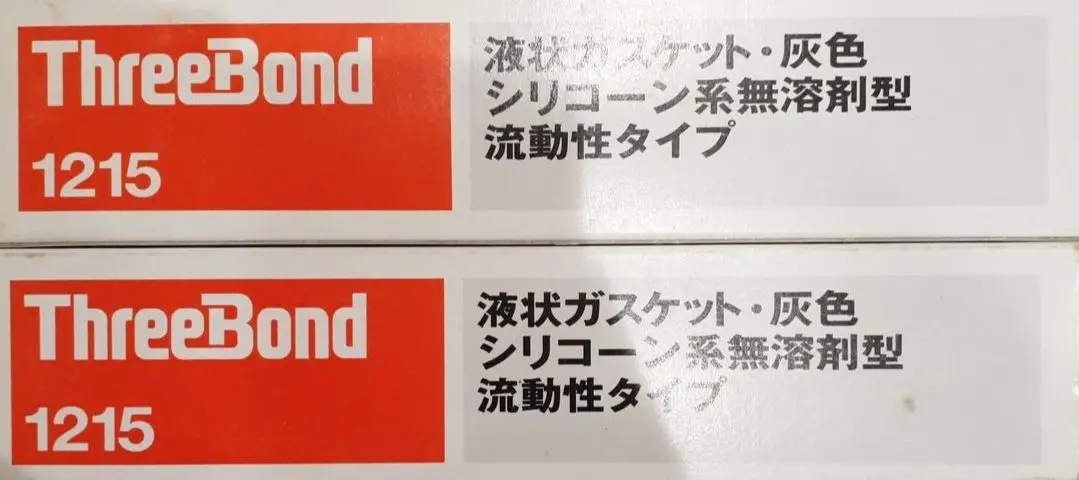 ThreeBond
1215
液状ガスケット・灰色
シリコーン系無溶剤型
流動性タイプ
ThreeBond
1215
液状ガスケット・灰色
シリコーン系無溶剤型
流動性タイプ